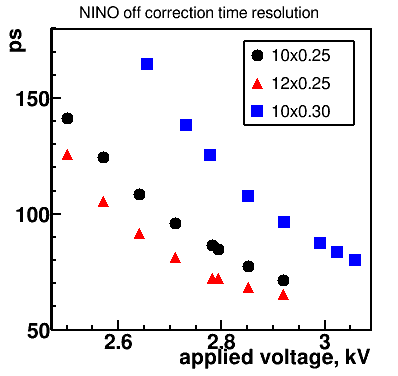 NINO off correction time resolution
ps
10x0.25
12x0.25
10x0.30
150
100
50
2.6 2.8 3
applied voltage, kV